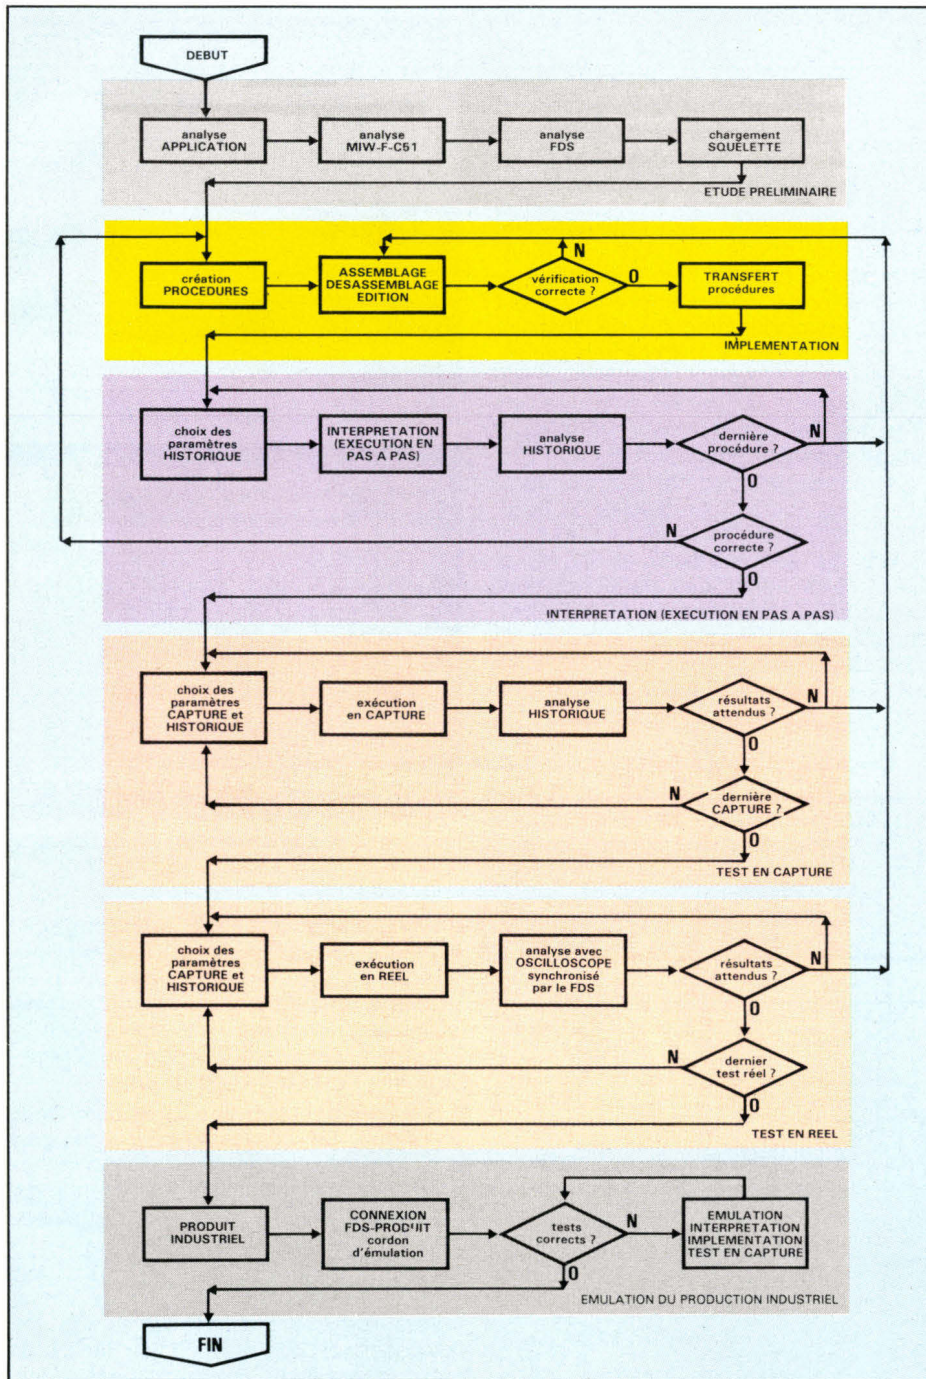 DEBUT
analyse
APPLICATION
analyse
MIW-F-C51
analyse
FDS
chargement
SQUELETTE
ETUDE PRELIMINAIRE
création
PROCEDURES
ASSEMBLAGE
DESASSEMBLAGE
EDITION
N
vérification
correcte ?
O
TRANSFERT
procédures
IMPLEMENTATION
choix des
paramètres
HISTORIQUE
INTERPRETATION
(EXECUTION EN
PAS A PAS)
analyse
HISTORIQUE
dernière
procédure ?
N
O
N
procédure
correcte ?
O
INTERPRETATION (EXECUTION EN PAS A PAS)
choix des
paramètres
CAPTURE et
HISTORIQUE
exécution
en CAPTURE
analyse
HISTORIQUE
résultats
attendus ?
N
O
N
dernière
CAPTURE ?
O
TEST EN CAPTURE
choix des
paramètres
CAPTURE et
HISTORIQUE
exécution
en REEL
analyse avec
OSCILLOSCOPE
synchronisé
par le FDS
résultats
attendus ?
N
O
N
dernier
test réel ?
O
TEST EN REEL
PRODUIT
INDUSTRIEL
CONNEXION
FDS-PRODUIT
cordon
d'émulation
tests
corrects ?
N
O
EMULATION
INTERPRETATION
IMPLEMENTATION
TEST EN CAPTURE
EMULATION DU PRODUCTION INDUSTRIEL
FIN